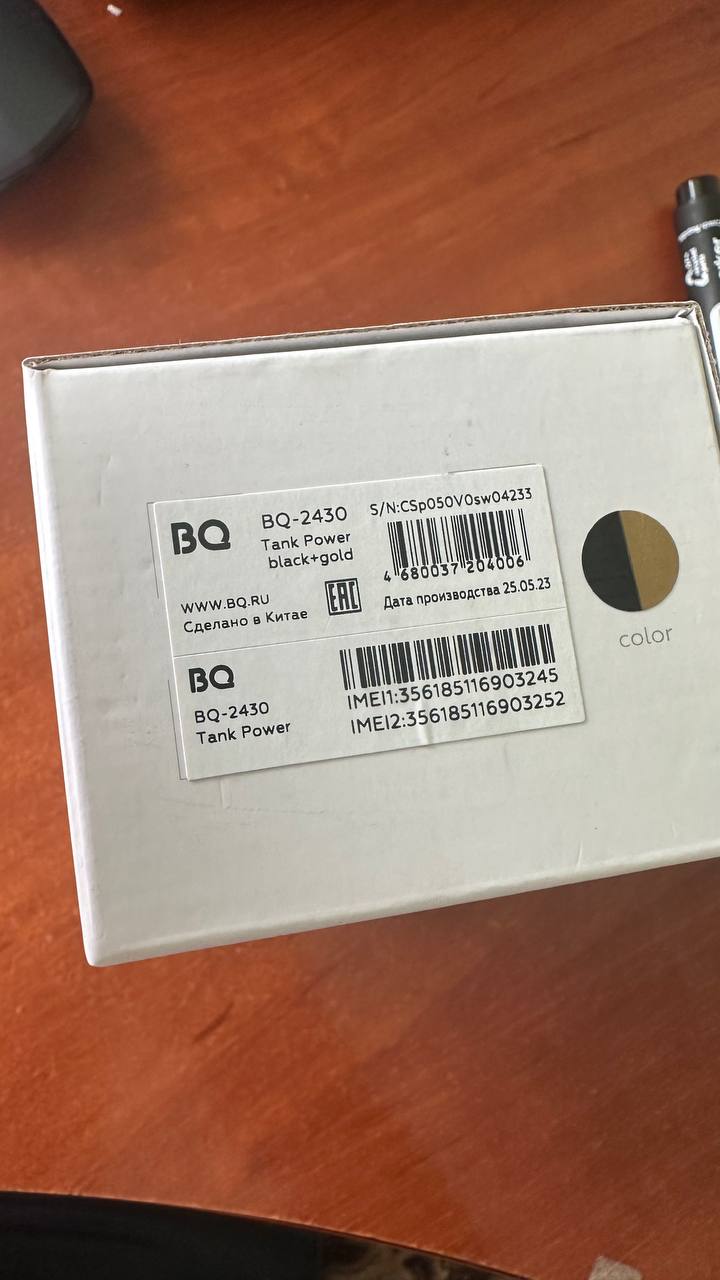 BQ
BQ-2430
Tank Power
black+gold
S/N:CSp050V0sw04233
4 680037 204006
WWW.BQ.RU
Сделано в Китае
EAC
Дата производства 25.05.23
BQ
BQ-2430
Tank Power
IMEI1:356185116903245
IMEI2:356185116903252
color